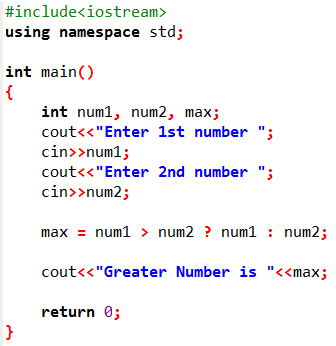 #include<iostream>
using namespace std;

int main()
{
    int num1, num2, max;
    cout<<"Enter 1st number ";
    cin>>num1;
    cout<<"Enter 2nd number ";
    cin>>num2;

    max = num1 > num2 ? num1 : num2;

    cout<<"Greater Number is "<<max;

    return 0;
}